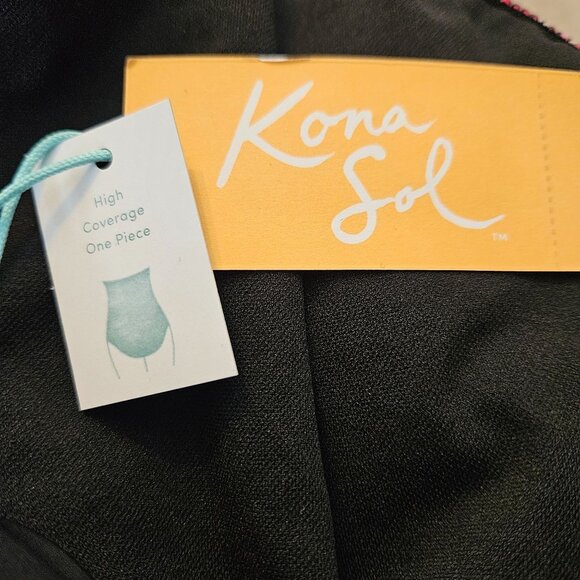 Kona
Sol
TM
High
Coverage
One Piece